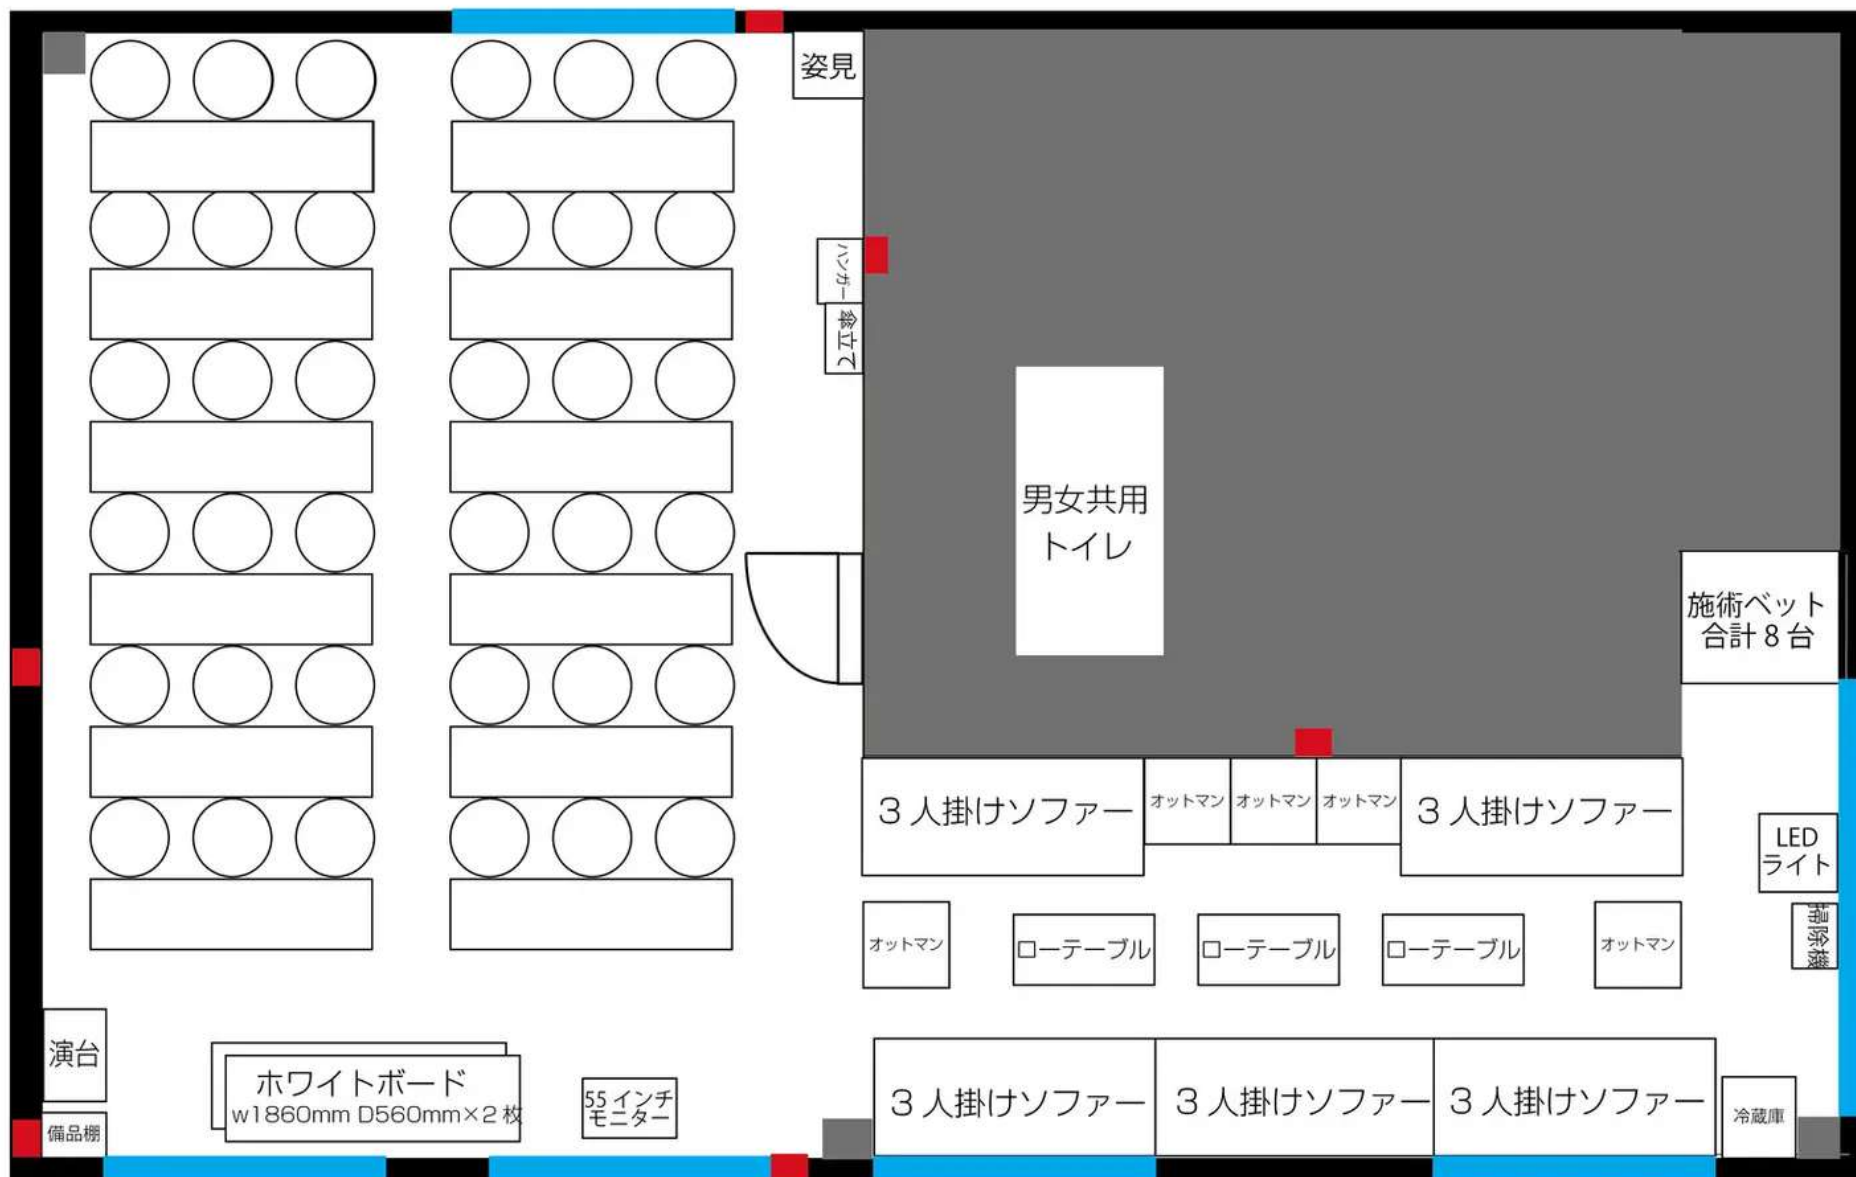 姿見
ハンガー
傘立て
男女共用
トイレ
施術ベット
合計 8 台
3 人掛けソファー
オットマン
オットマン
オットマン
3 人掛けソファー
LED
ライト
掃除機
オットマン
ローテーブル
ローテーブル
ローテーブル
オットマン
演台
備品棚
ホワイトボード
w1860mm D560mm×2 枚
55 インチ
モニター
3 人掛けソファー
3 人掛けソファー
3 人掛けソファー
冷蔵庫